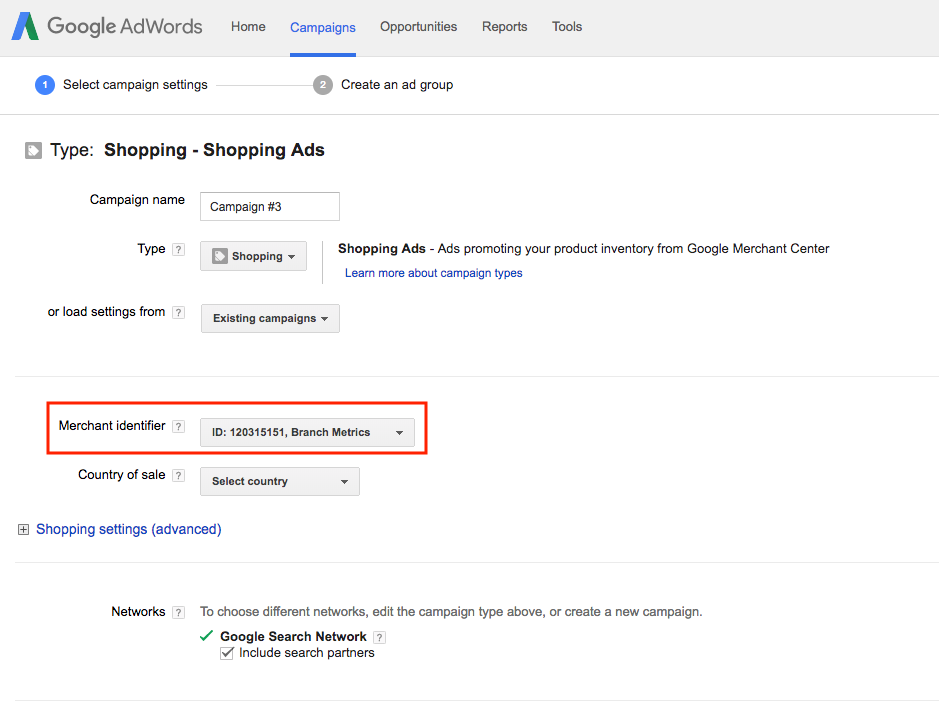 Google AdWords Home Campaigns Opportunities Reports Tools
1 Select campaign settings 2 Create an ad group
Type: Shopping - Shopping Ads
Campaign name Campaign #3
Type ? Shopping Shopping Ads - Ads promoting your product inventory from Google Merchant Center
Learn more about campaign types
or load settings from ? Existing campaigns
Merchant identifier ? ID: 120315151, Branch Metrics
Country of sale ? Select country
Shopping settings (advanced)
Networks ? To choose different networks, edit the campaign type above, or create a new campaign.
Google Search Network ?
Include search partners